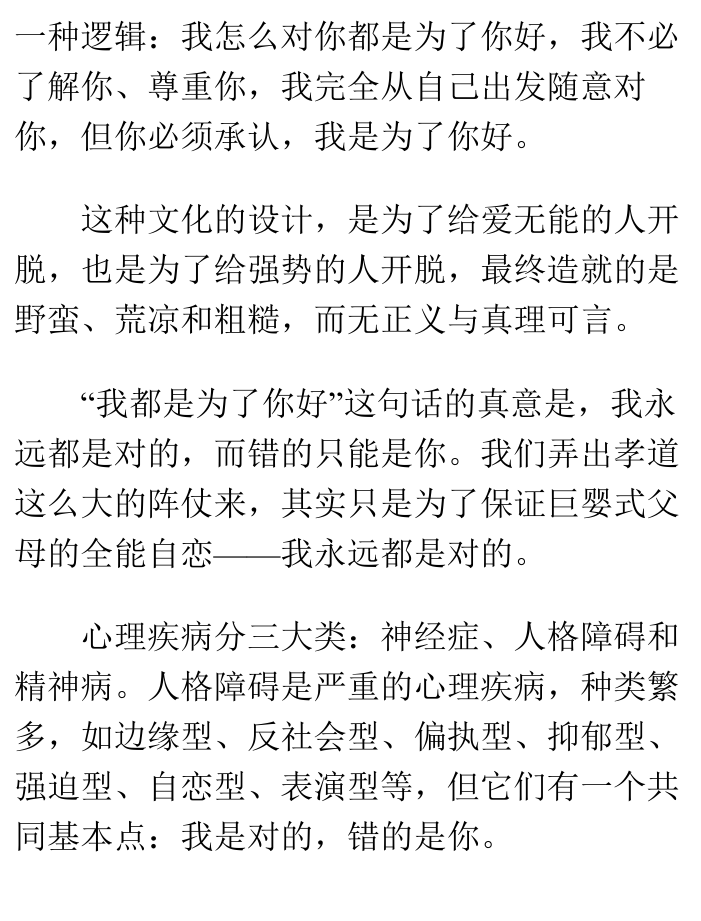 一种逻辑：我怎么对你都是为了你好，我不必
了解你、尊重你，我完全从自己出发随意对
你，但你必须承认，我是为了你好。
这种文化的设计，是为了给爱无能的人开
脱，也是为了给强势的人开脱，最终造就的是
野蛮、荒凉和粗糙，而无正义与真理可言。
“我都是为了你好”这句话的真意是，我永
远都是对的，而错的只能是你。我们弄出孝道
这么大的阵仗来，其实只是为了保证巨婴式父
母的全能自恋——我永远都是对的。
心理疾病分三大类：神经症、人格障碍和
精神病。人格障碍是严重的心理疾病，种类繁
多，如边缘型、反社会型、偏执型、抑郁型、
强迫型、自恋型、表演型等，但它们有一个共
同基本点：我是对的，错的是你。